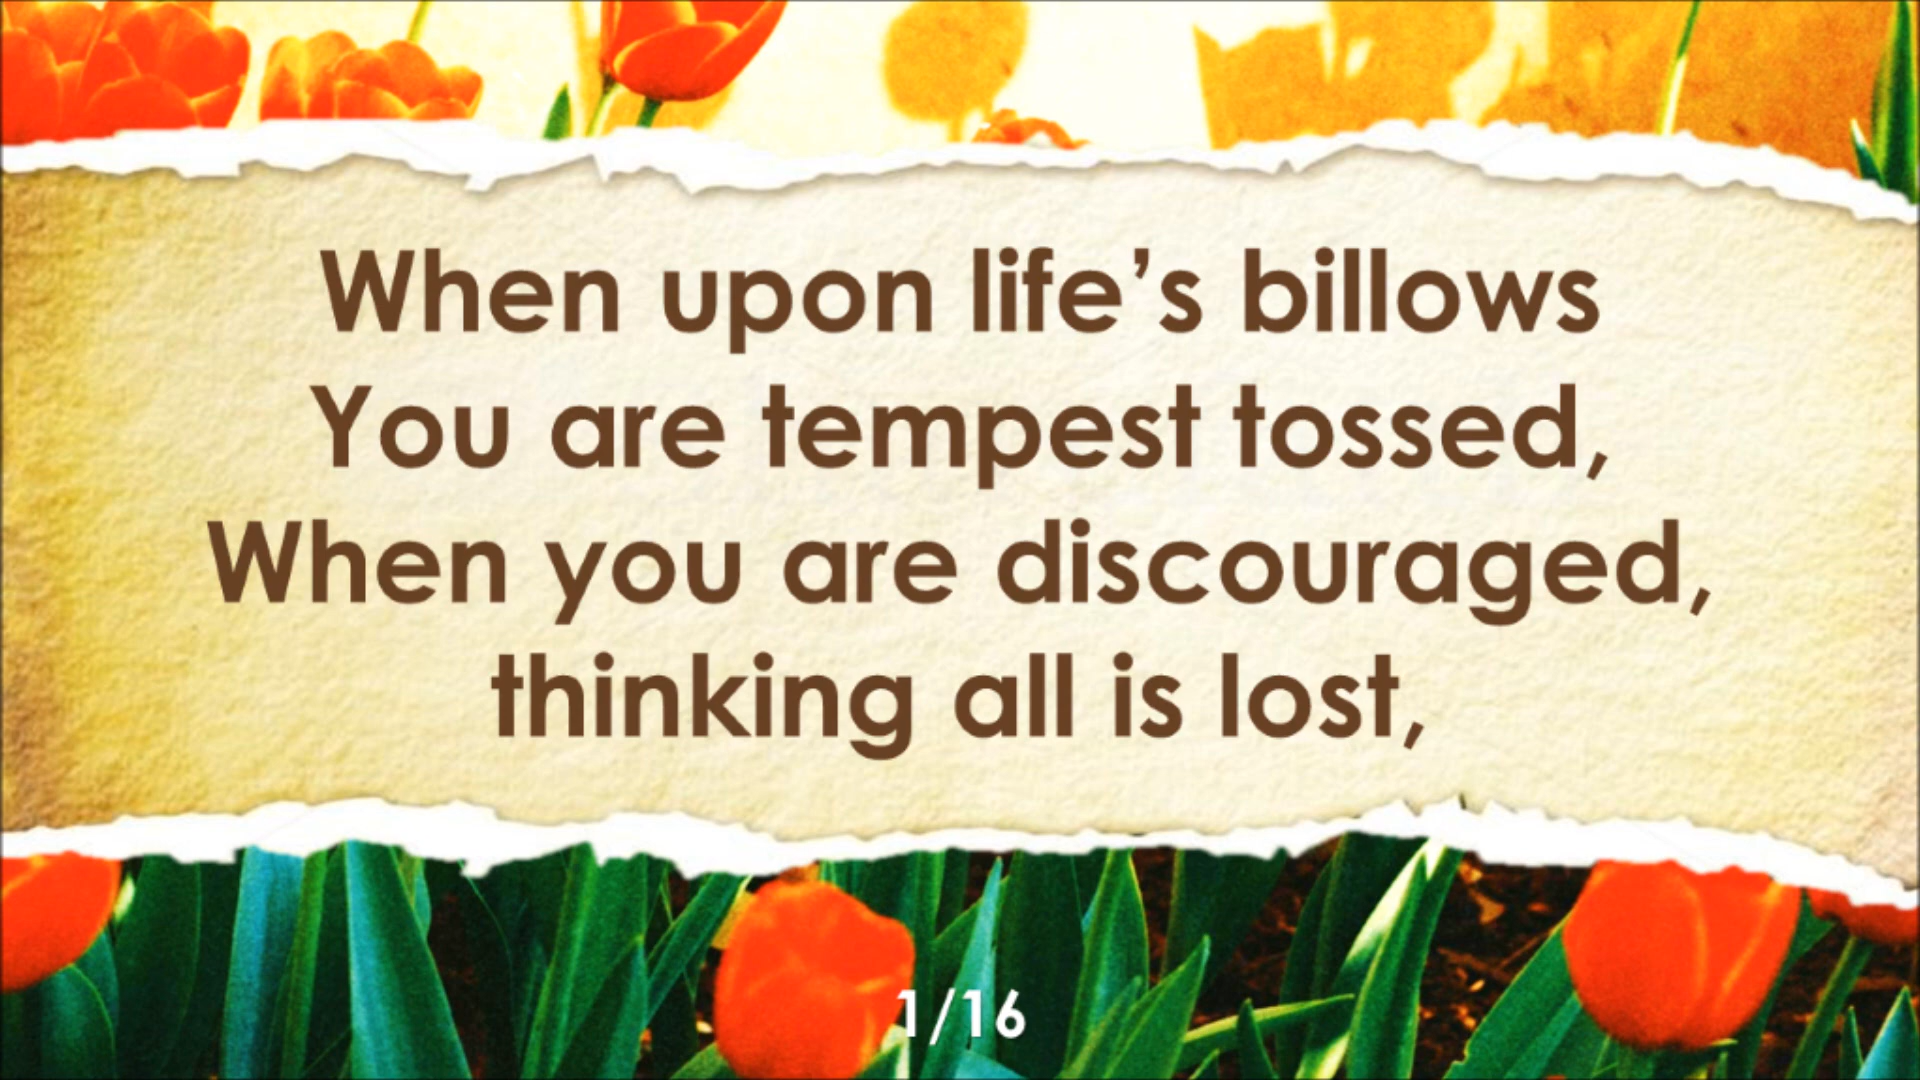 When upon life’s billows
You are tempest tossed,
When you are discouraged,
thinking all is lost,
1/16